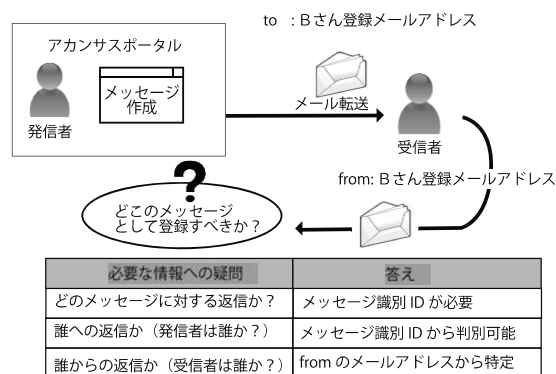 to : Bさん登録メールアドレス
アカンサスポータル
メッセージ
作成
発信者
メール転送
受信者
from: Bさん登録メールアドレス
?
どこのメッセージ
として登録すべきか？
必要な情報への疑問 答え
どのメッセージに対する返信か？ メッセージ識別 ID が必要
誰への返信か（発信者は誰か？） メッセージ識別 ID から判別可能
誰からの返信か（受信者は誰か？） from のメールアドレスから特定